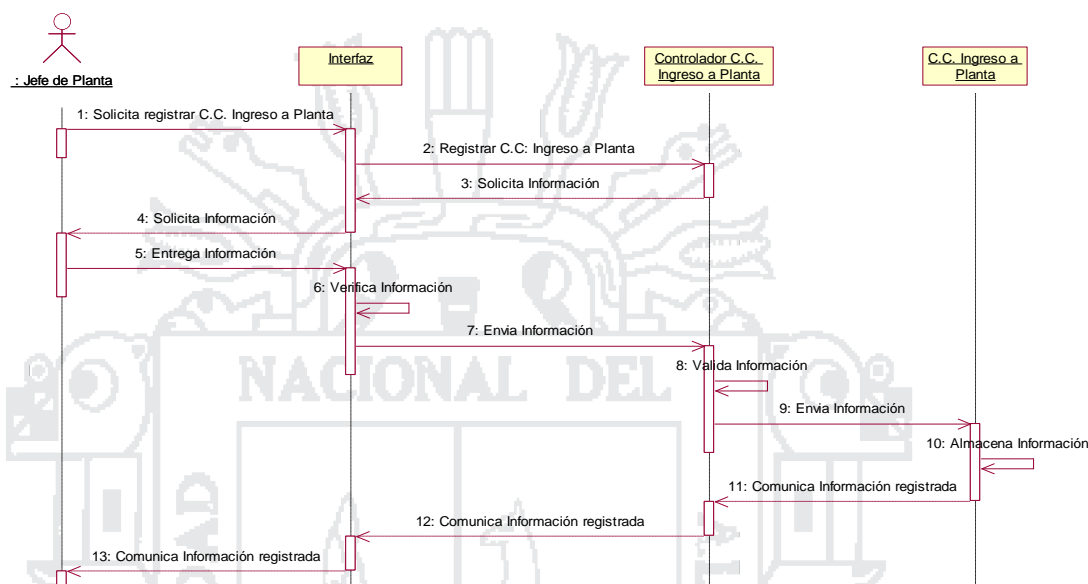 : Jefe de Planta
Interfaz
Controlador C.C.
Ingreso a Planta
C.C. Ingreso a
Planta
1: Solicita registrar C.C. Ingreso a Planta
2: Registrar C.C: Ingreso a Planta
3: Solicita Información
4: Solicita Información
5: Entrega Información
6: Verifica Información
7: Envia Información
8: Valida Información
9: Envia Información
10: Almacena Información
11: Comunica Información registrada
12: Comunica Información registrada
13: Comunica Información registrada
NACIONAL DEL